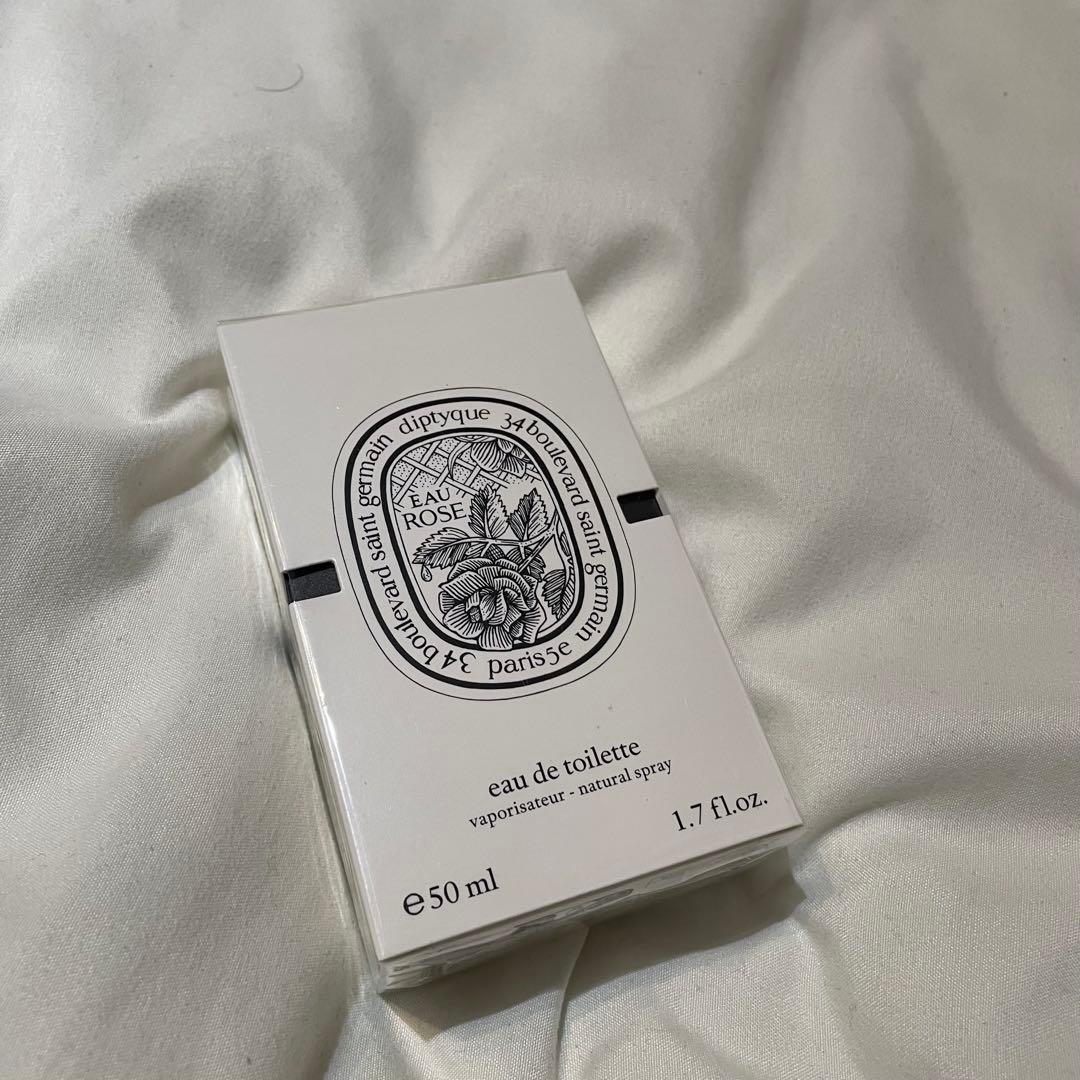 diptyque 34 boulevard saint germain paris5e 34 boulevard saint germain
EAU
ROSE
eau de toilette
vaporisateur - natural spray
1.7 fl.oz.
e 50 ml